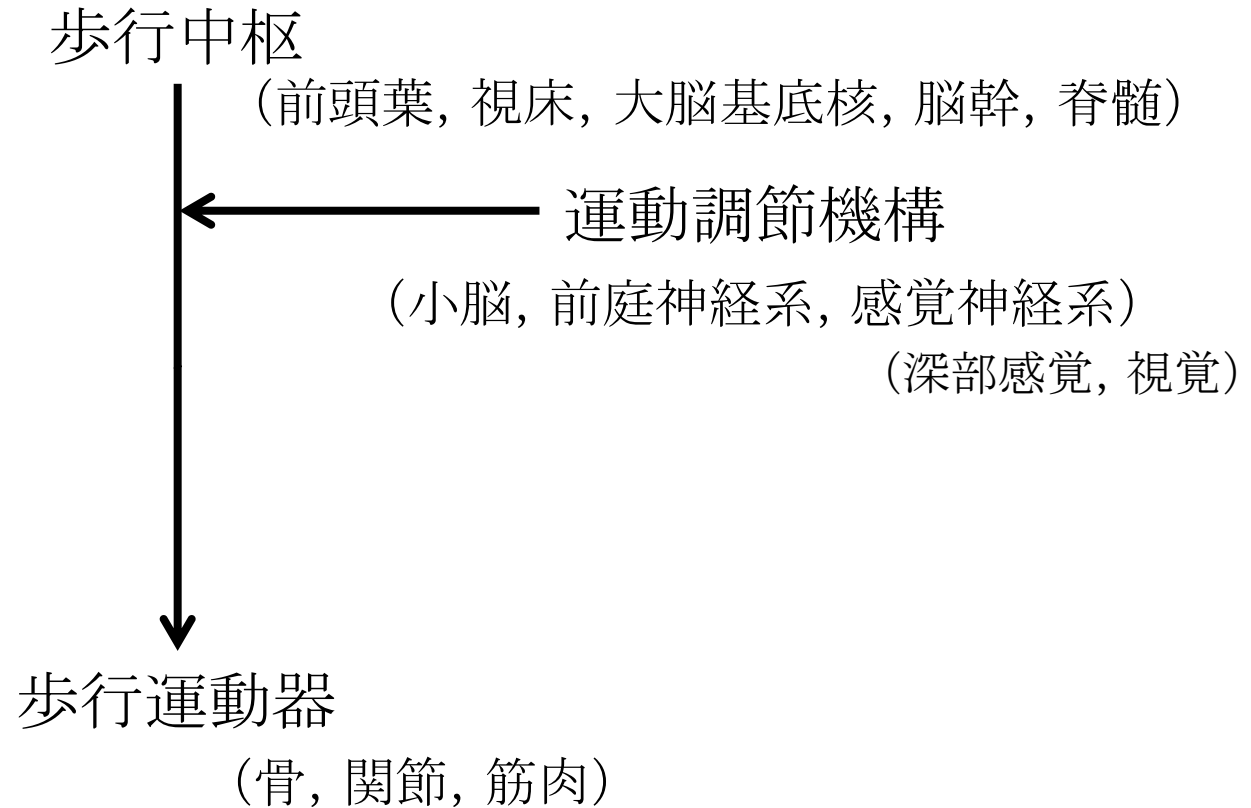 歩行中枢
（前頭葉, 視床, 大脳基底核, 脳幹, 脊髄）
運動調節機構
（小脳, 前庭神経系, 感覚神経系）
（深部感覚, 視覚）
歩行運動器
（骨, 関節, 筋肉）